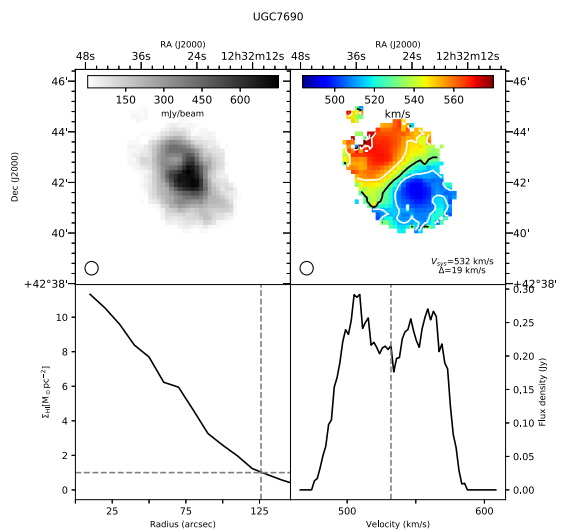 UGC7690
RA (J2000)
RA (J2000)
48s 36s 24s 12h32m12s
48s 36s 24s 12h32m12s
46'
44'
42'
40'
+42°38'
Dec (J2000)
150 300 450 600
mJy/beam
500 520 540 560
km/s
46'
44'
42'
40'
+42°38'
Vsys=532 km/s
Δ=19 km/s
10
8
6
4
2
0
ΣHI[M⊙pc⁻²]
25 75 125
Radius (arcsec)
0.30
0.25
0.20
0.15
0.10
0.05
0.00
Flux density (Jy)
500 600
Velocity (km/s)